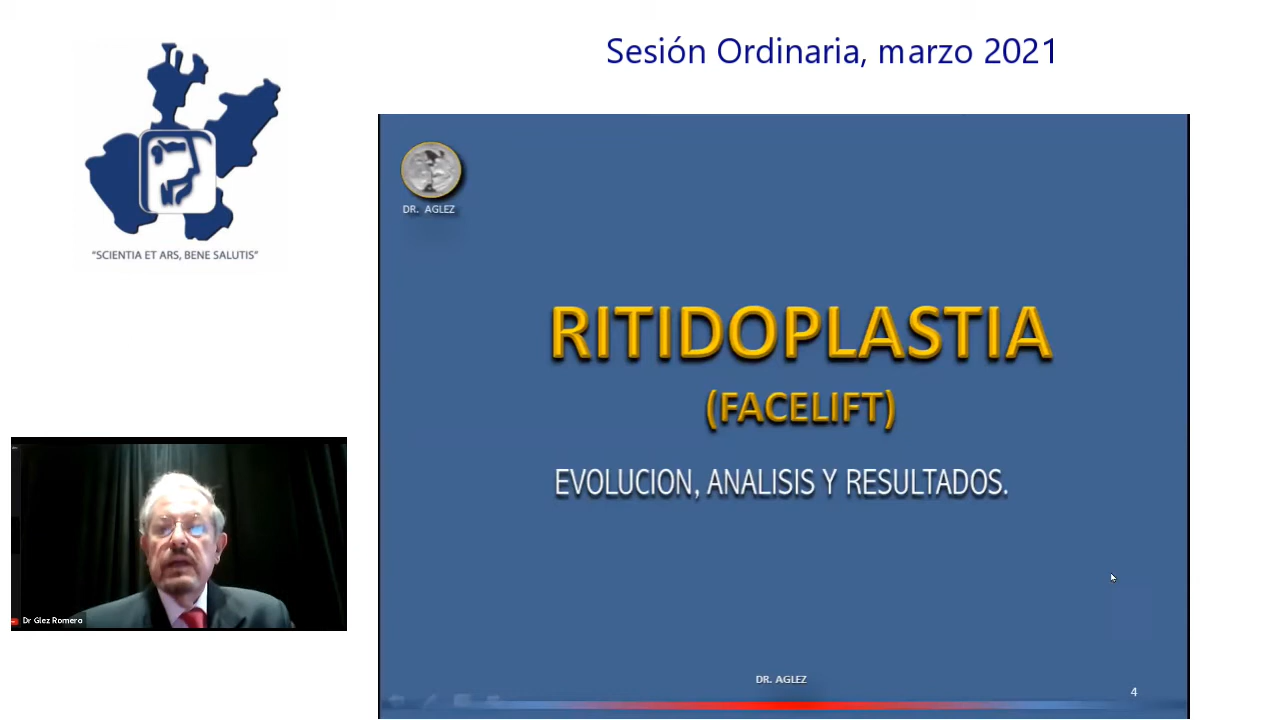 Sesión Ordinaria, marzo 2021
"SCIENTIA ET ARS, BENE SALUTIS"
DR. AGLEZ
RITIDOPLASTIA
(FACELIFT)
EVOLUCION, ANALISIS Y RESULTADOS.
Dr Glez Romero
DR. AGLEZ
4